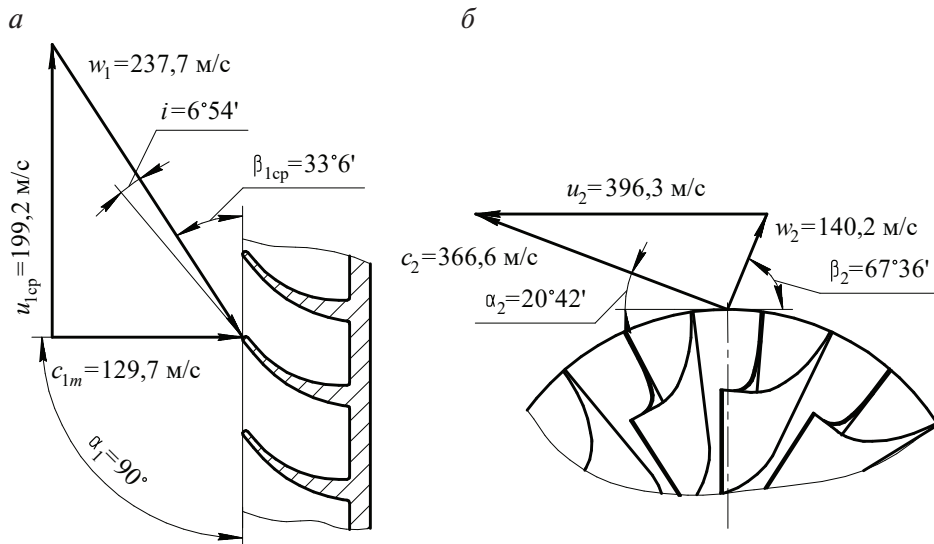 а
w₁=237,7 м/с
i=6°54'
β₁ср=33°6'
u₁ср=199,2 м/с
c₁m=129,7 м/с
α₁=90°
б
u₂=396,3 м/с
w₂=140,2 м/с
c₂=366,6 м/с
β₂=67°36'
α₂=20°42'